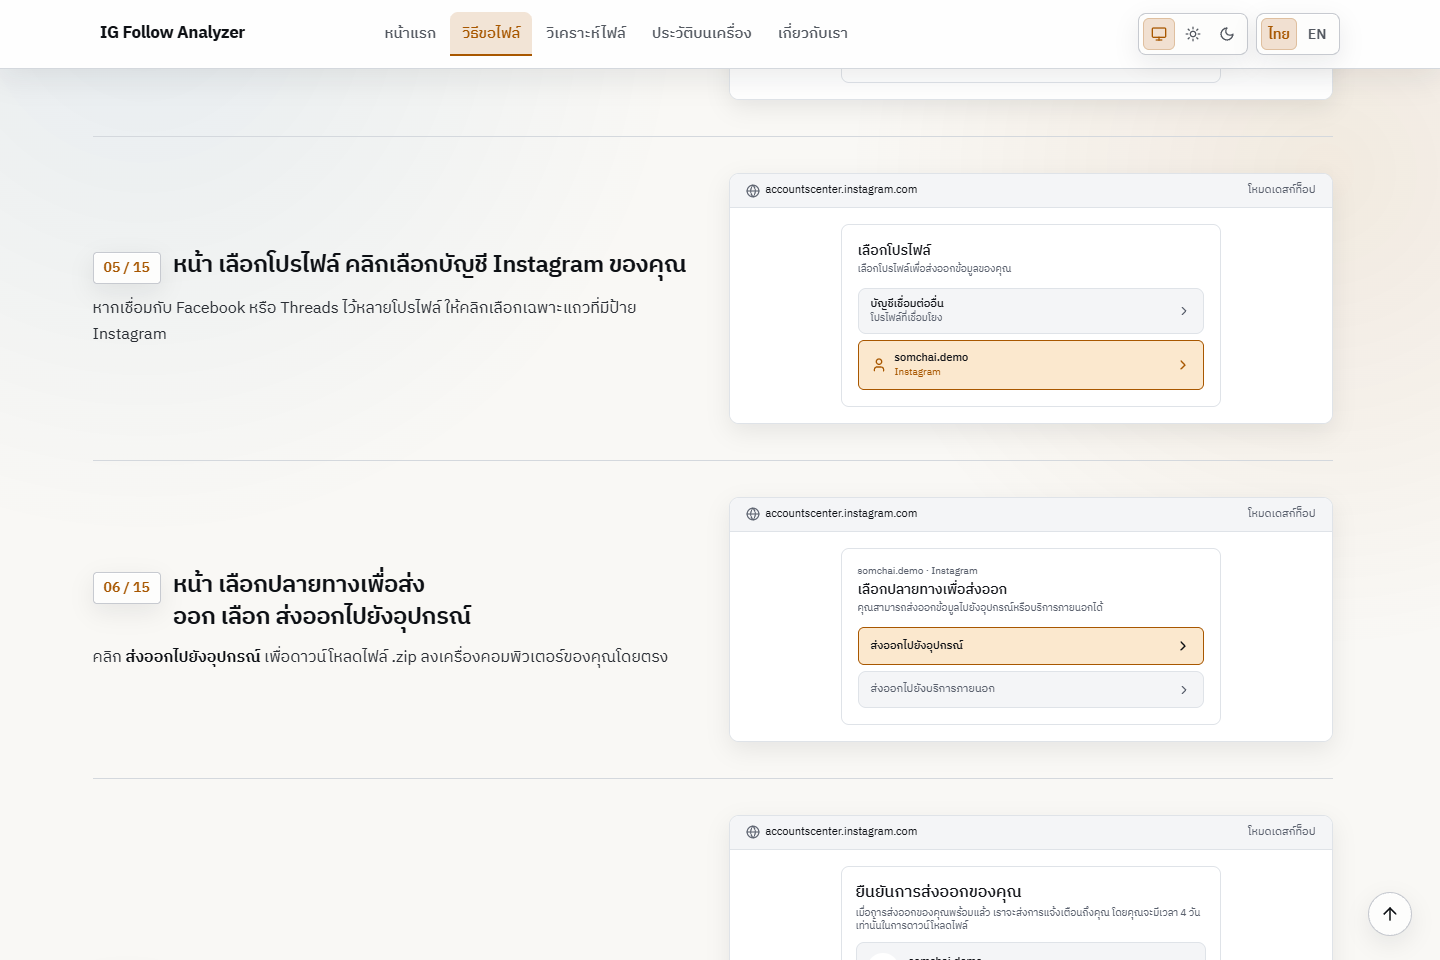 IG Follow Analyzer
หน้าแรก
วิธีขอไฟล์
วิเคราะห์ไฟล์
ประวัติบนเครื่อง
เกี่ยวกับเรา
ไทย
EN
05 / 15
หน้า เลือกโปรไฟล์ คลิกเลือกบัญชี Instagram ของคุณ
หากเชื่อมกับ Facebook หรือ Threads ไว้หลายโปรไฟล์ ให้คลิกเลือกเฉพาะแถวที่มีป้าย
Instagram
accountscenter.instagram.com
โหมดเดสก์ท็อป
เลือกโปรไฟล์
เลือกโปรไฟล์เพื่อส่งออกข้อมูลของคุณ
บัญชีเชื่อมต่ออื่น
โปรไฟล์ที่เชื่อมโยง
somchai.demo
Instagram
06 / 15
หน้า เลือกปลายทางเพื่อส่ง
ออก เลือก ส่งออกไปยังอุปกรณ์
คลิก ส่งออกไปยังอุปกรณ์ เพื่อดาวน์โหลดไฟล์ .zip ลงเครื่องคอมพิวเตอร์ของคุณโดยตรง
accountscenter.instagram.com
โหมดเดสก์ท็อป
somchai.demo · Instagram
เลือกปลายทางเพื่อส่งออก
คุณสามารถส่งออกข้อมูลไปยังอุปกรณ์หรือบริการภายนอกได้
ส่งออกไปยังอุปกรณ์
ส่งออกไปยังบริการภายนอก
accountscenter.instagram.com
โหมดเดสก์ท็อป
ยืนยันการส่งออกของคุณ
เมื่อการส่งออกของคุณพร้อมแล้ว เราจะส่งการแจ้งเตือนถึงคุณ โดยคุณจะมีเวลา 4 วัน
เท่านั้นในการดาวน์โหลดไฟล์
somchai.demo